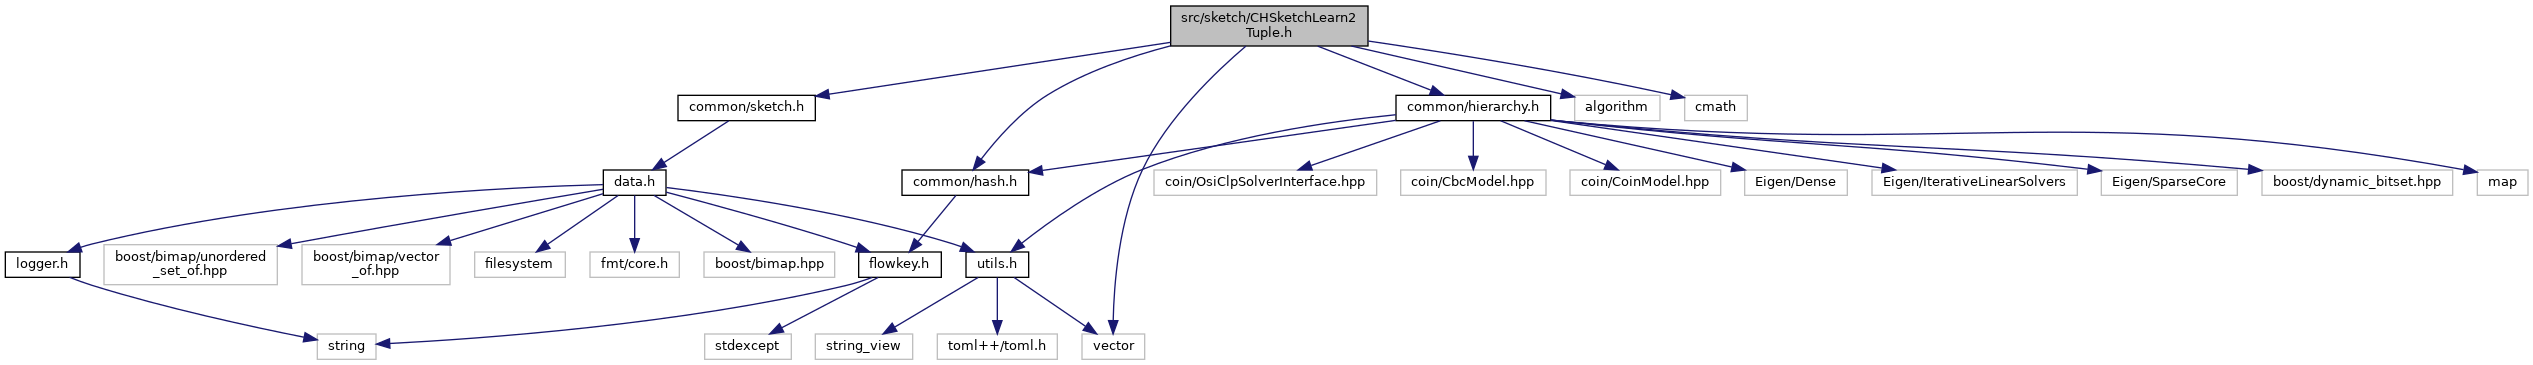 src/sketch/CHSketchLearn2
Tuple.h
common/sketch.h
common/hierarchy.h
algorithm
cmath
data.h
common/hash.h
coin/OsiClpSolverInterface.hpp
coin/CbcModel.hpp
coin/CoinModel.hpp
Eigen/Dense
Eigen/IterativeLinearSolvers
Eigen/SparseCore
boost/dynamic_bitset.hpp
map
logger.h
boost/bimap/unordered
_set_of.hpp
boost/bimap/vector
_of.hpp
filesystem
fmt/core.h
boost/bimap.hpp
flowkey.h
utils.h
string
stdexcept
string_view
toml++/toml.h
vector